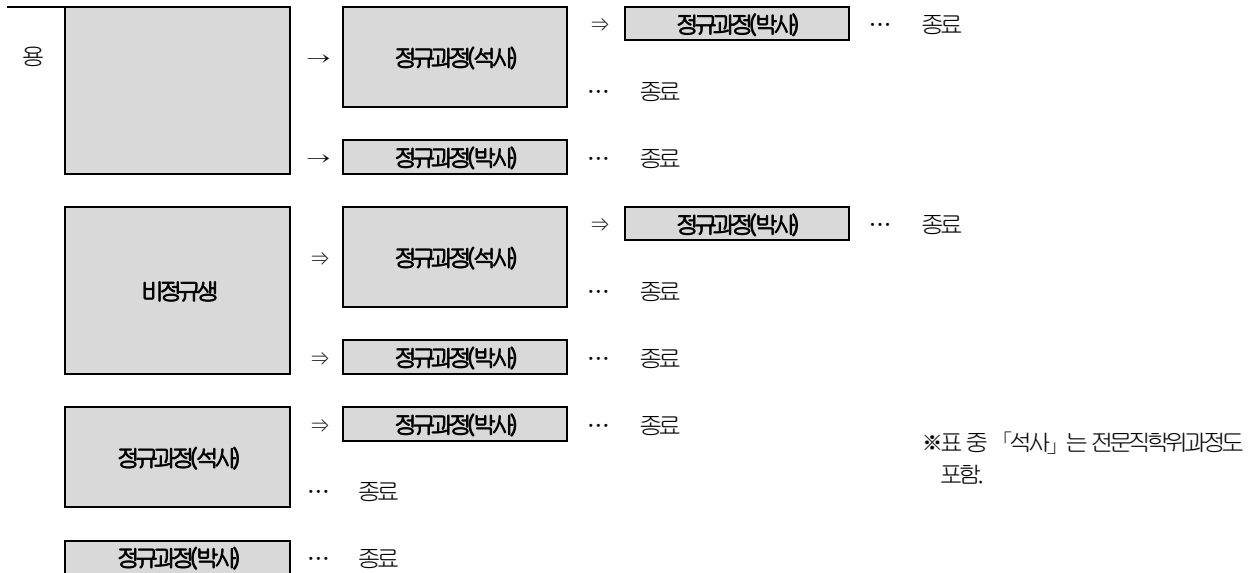 ⇒ 정규과정(박사) … 종료
용
→ 정규과정(석사)
… 종료
→ 정규과정(박사) … 종료
⇒ 정규과정(박사) … 종료
⇒ 정규과정(석사)
비정규생
… 종료
⇒ 정규과정(박사) … 종료
⇒ 정규과정(박사) … 종료
정규과정(석사)
… 종료
※표 중 「석사」는 전문직학위과정도
포함.
정규과정(박사) … 종료